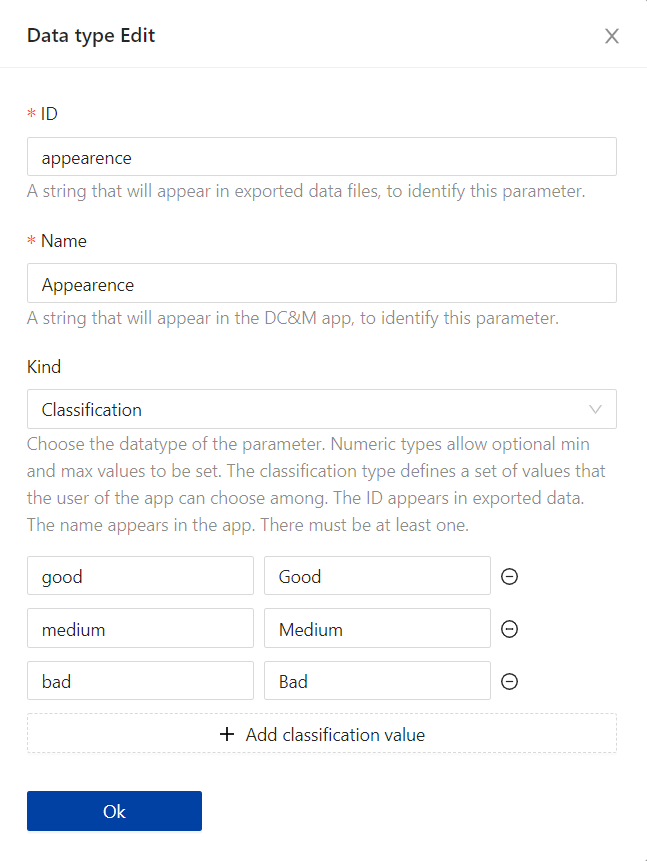 Data type Edit
* ID
appearence
A string that will appear in exported data files, to identify this parameter.
* Name
Appearence
A string that will appear in the DC&M app, to identify this parameter.
Kind
Classification
Choose the datatype of the parameter. Numeric types allow optional min
and max values to be set. The classification type defines a set of values that
the user of the app can choose among. The ID appears in exported data.
The name appears in the app. There must be at least one.
good Good
medium Medium
bad Bad
+ Add classification value
Ok